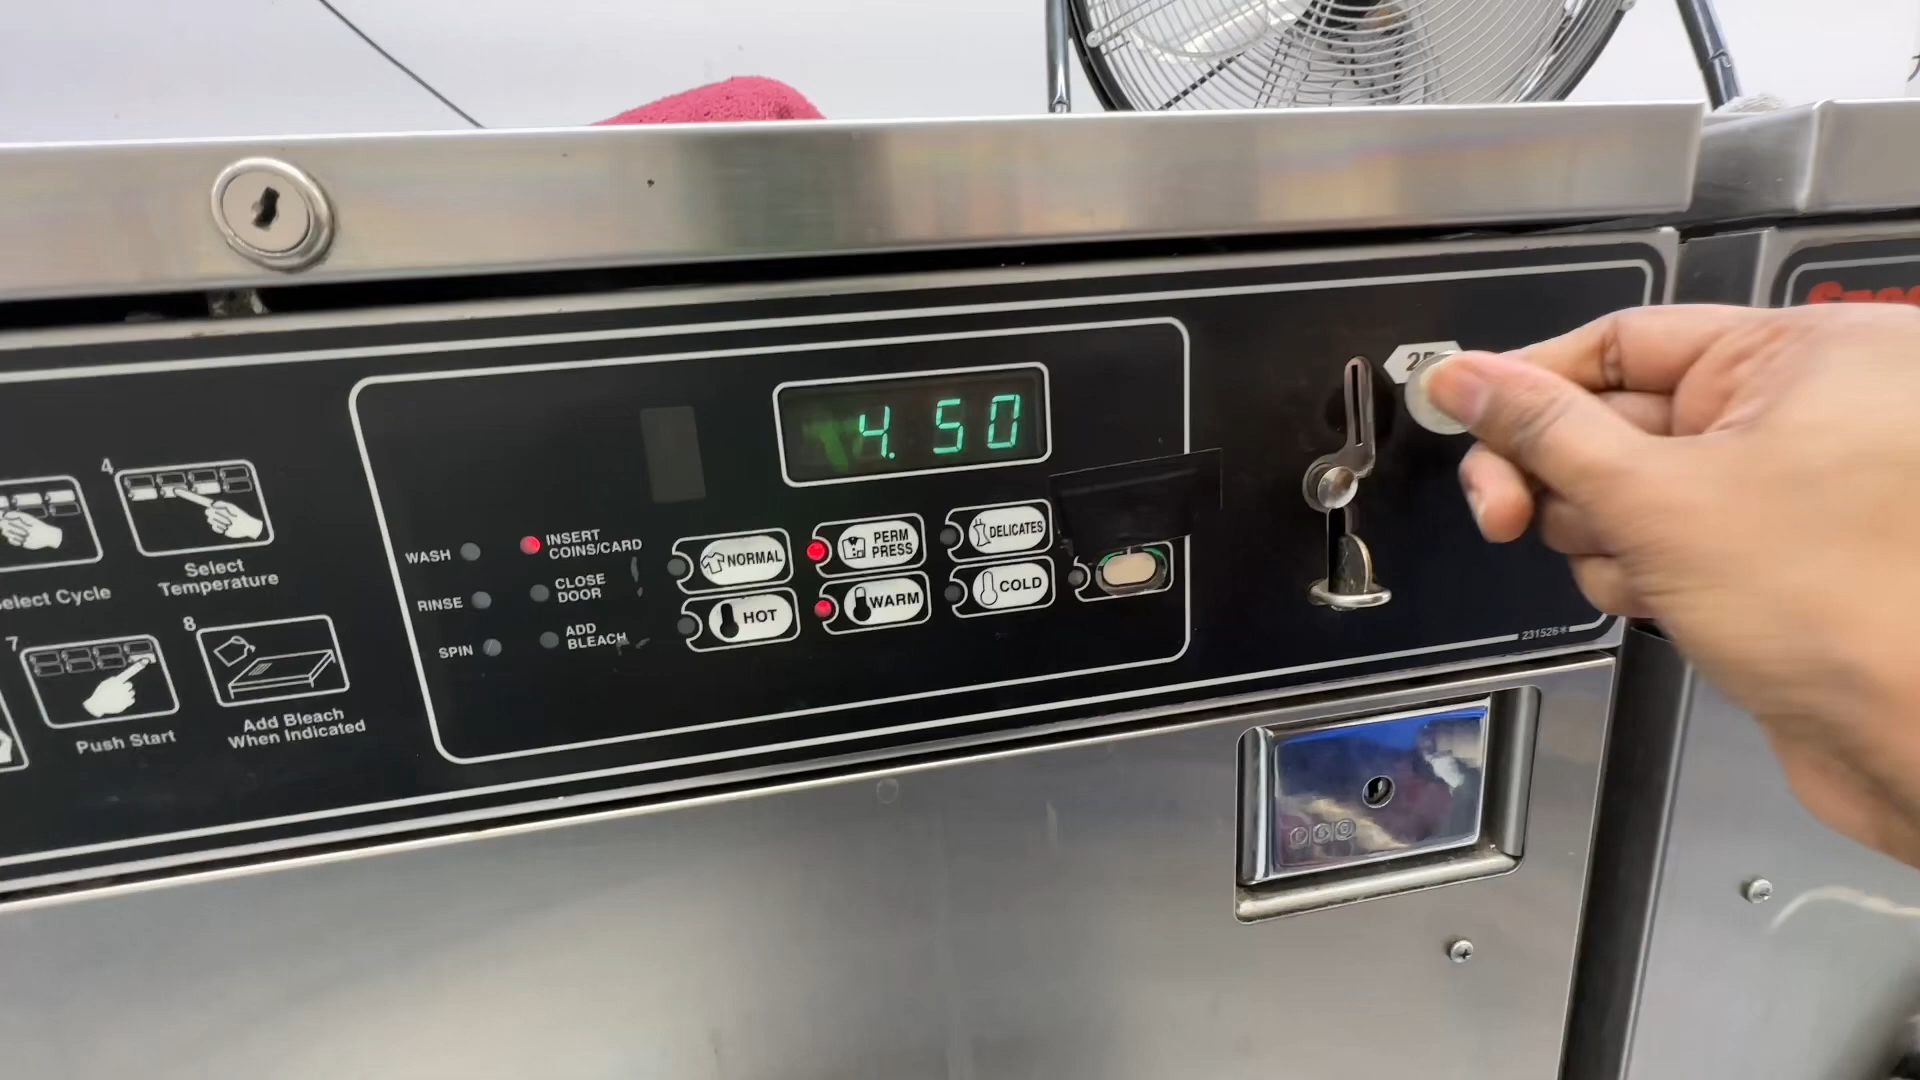 4
Select
Temperature
elect Cycle
7
Push Start
8
Add Bleach
When Indicated
4.50
WASH
RINSE
SPIN
INSERT
COINS/CARD
CLOSE
DOOR
ADD
BLEACH
NORMAL
PERM
PRESS
DELICATES
HOT
WARM
COLD
231526*